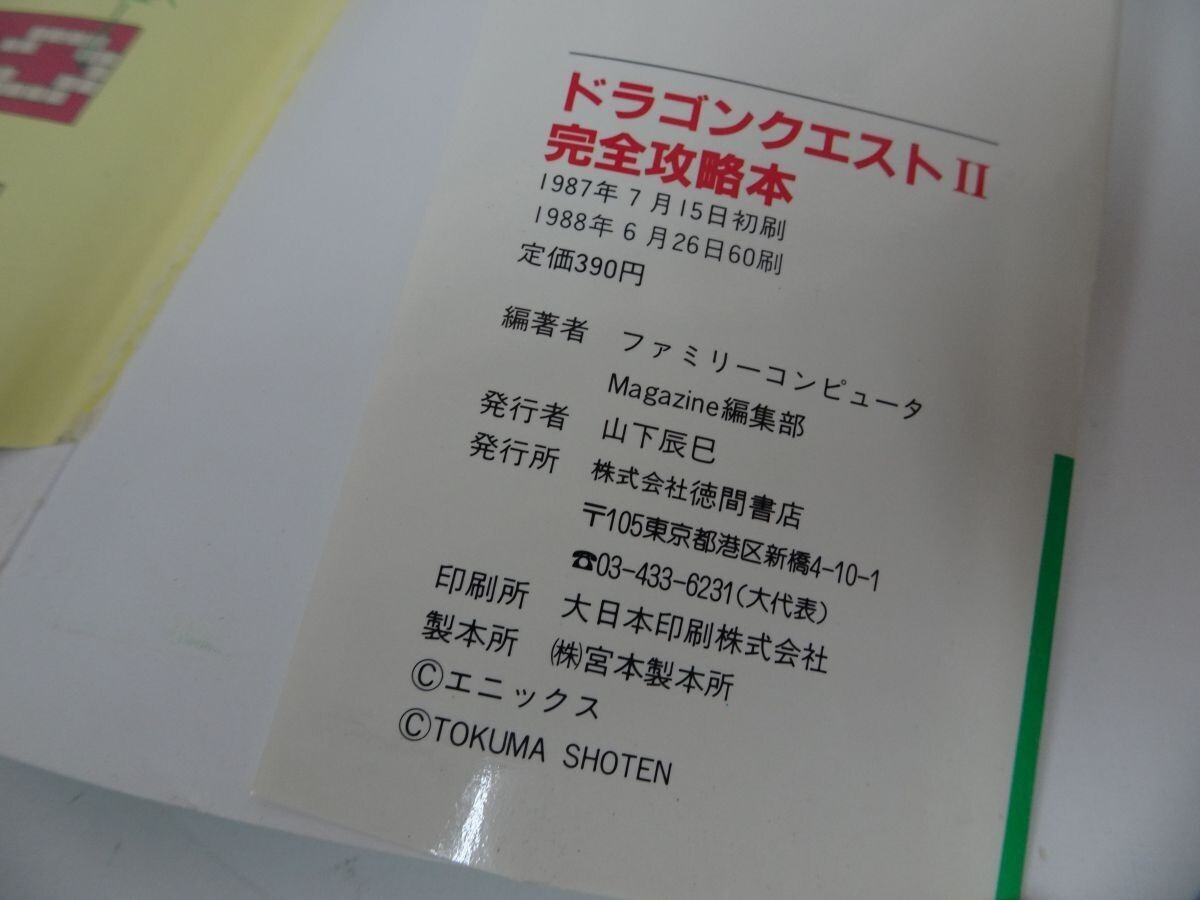 ドラゴンクエストII
完全攻略本
1987年7月15日初刷
1988年6月26日60刷
定価390円
編著者 ファミリーコンピュータ
Magazine編集部
発行者 山下辰巳
発行所 株式会社徳間書店
〒105東京都港区新橋4-10-1
☎03-433-6231(大代表)
印刷所 大日本印刷株式会社
製本所 ㈱宮本製本所
©エニックス
©TOKUMA SHOTEN